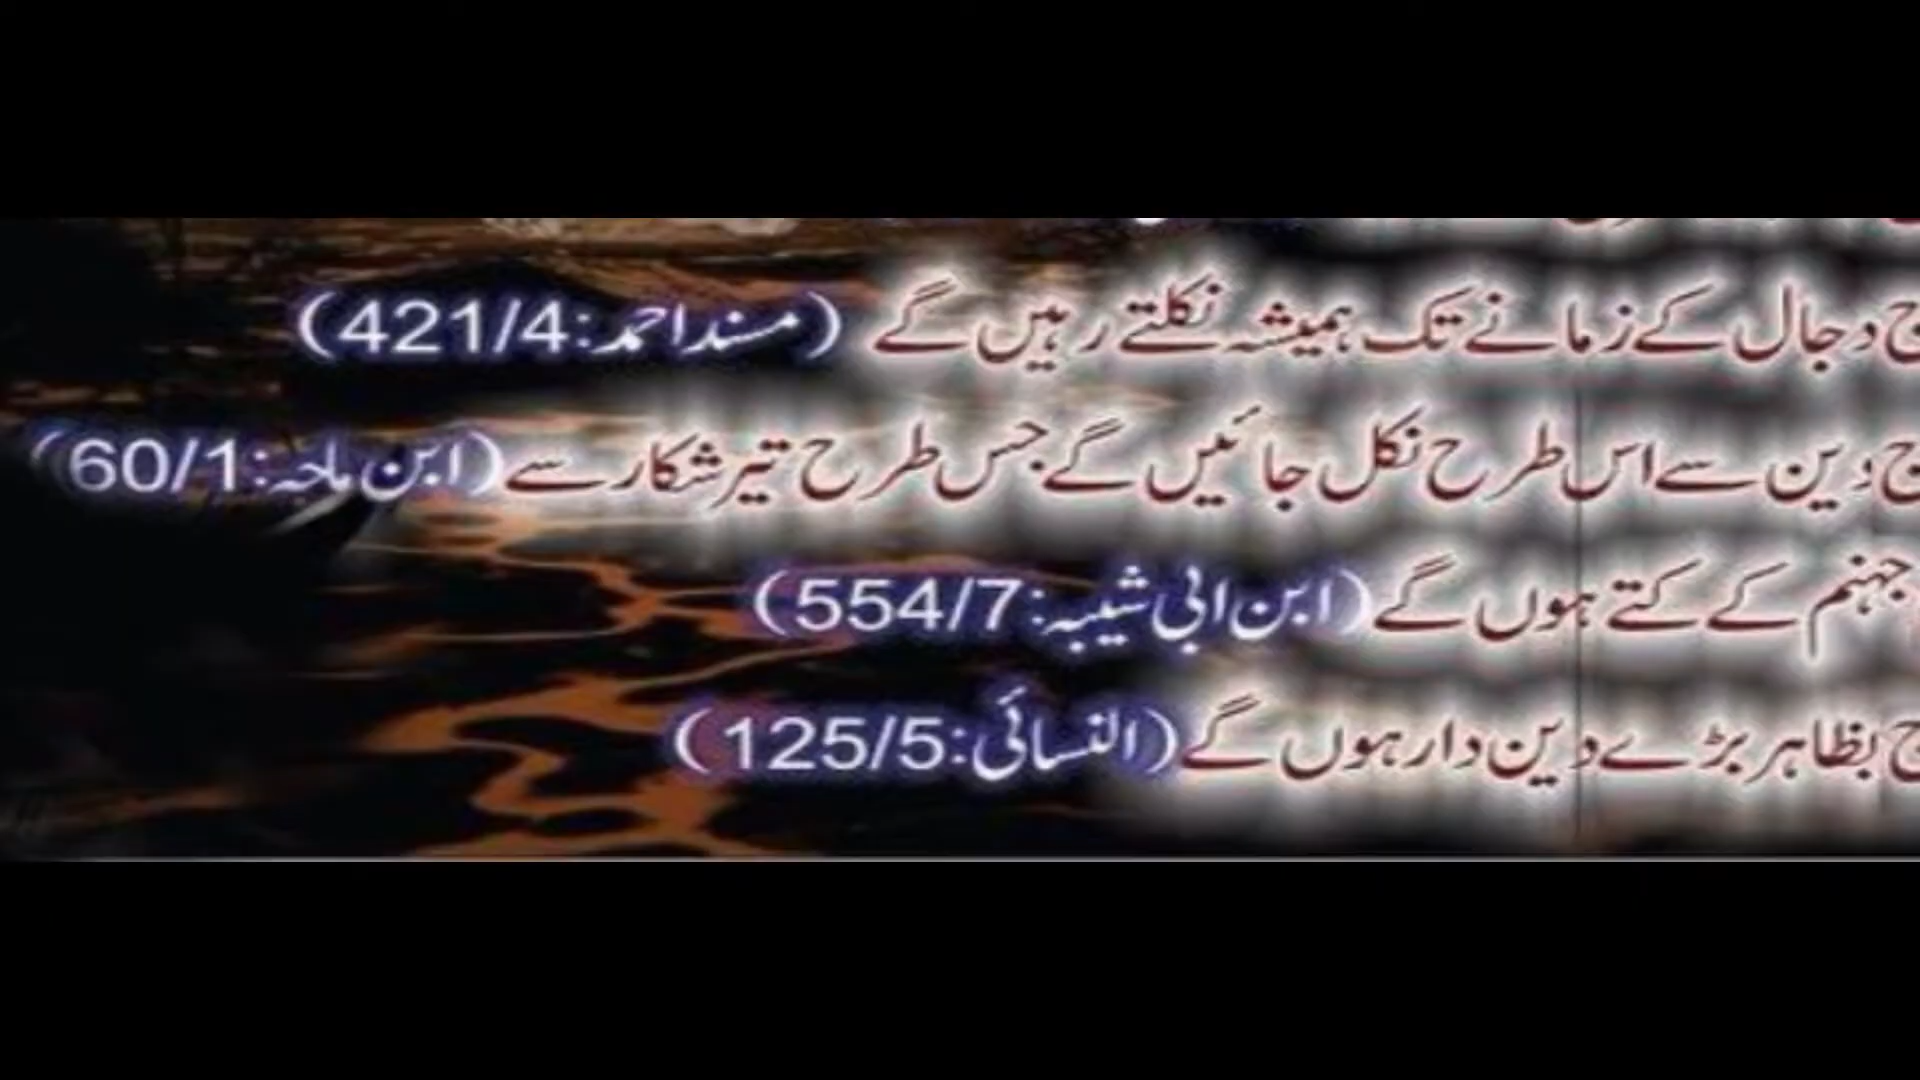 دجال کے زمانے تک ہمیشہ نکلتے رہیں گے (مسند احمد:421/4)
دین سے اس طرح نکل جائیں گے جس طرح تیر شکار سے (ابن ماجہ:60/1)
جہنم کے کتے ہوں گے (ابن ابی شیبہ:554/7)
بظاہر بڑے دین دار ہوں گے (النسائی:125/5)